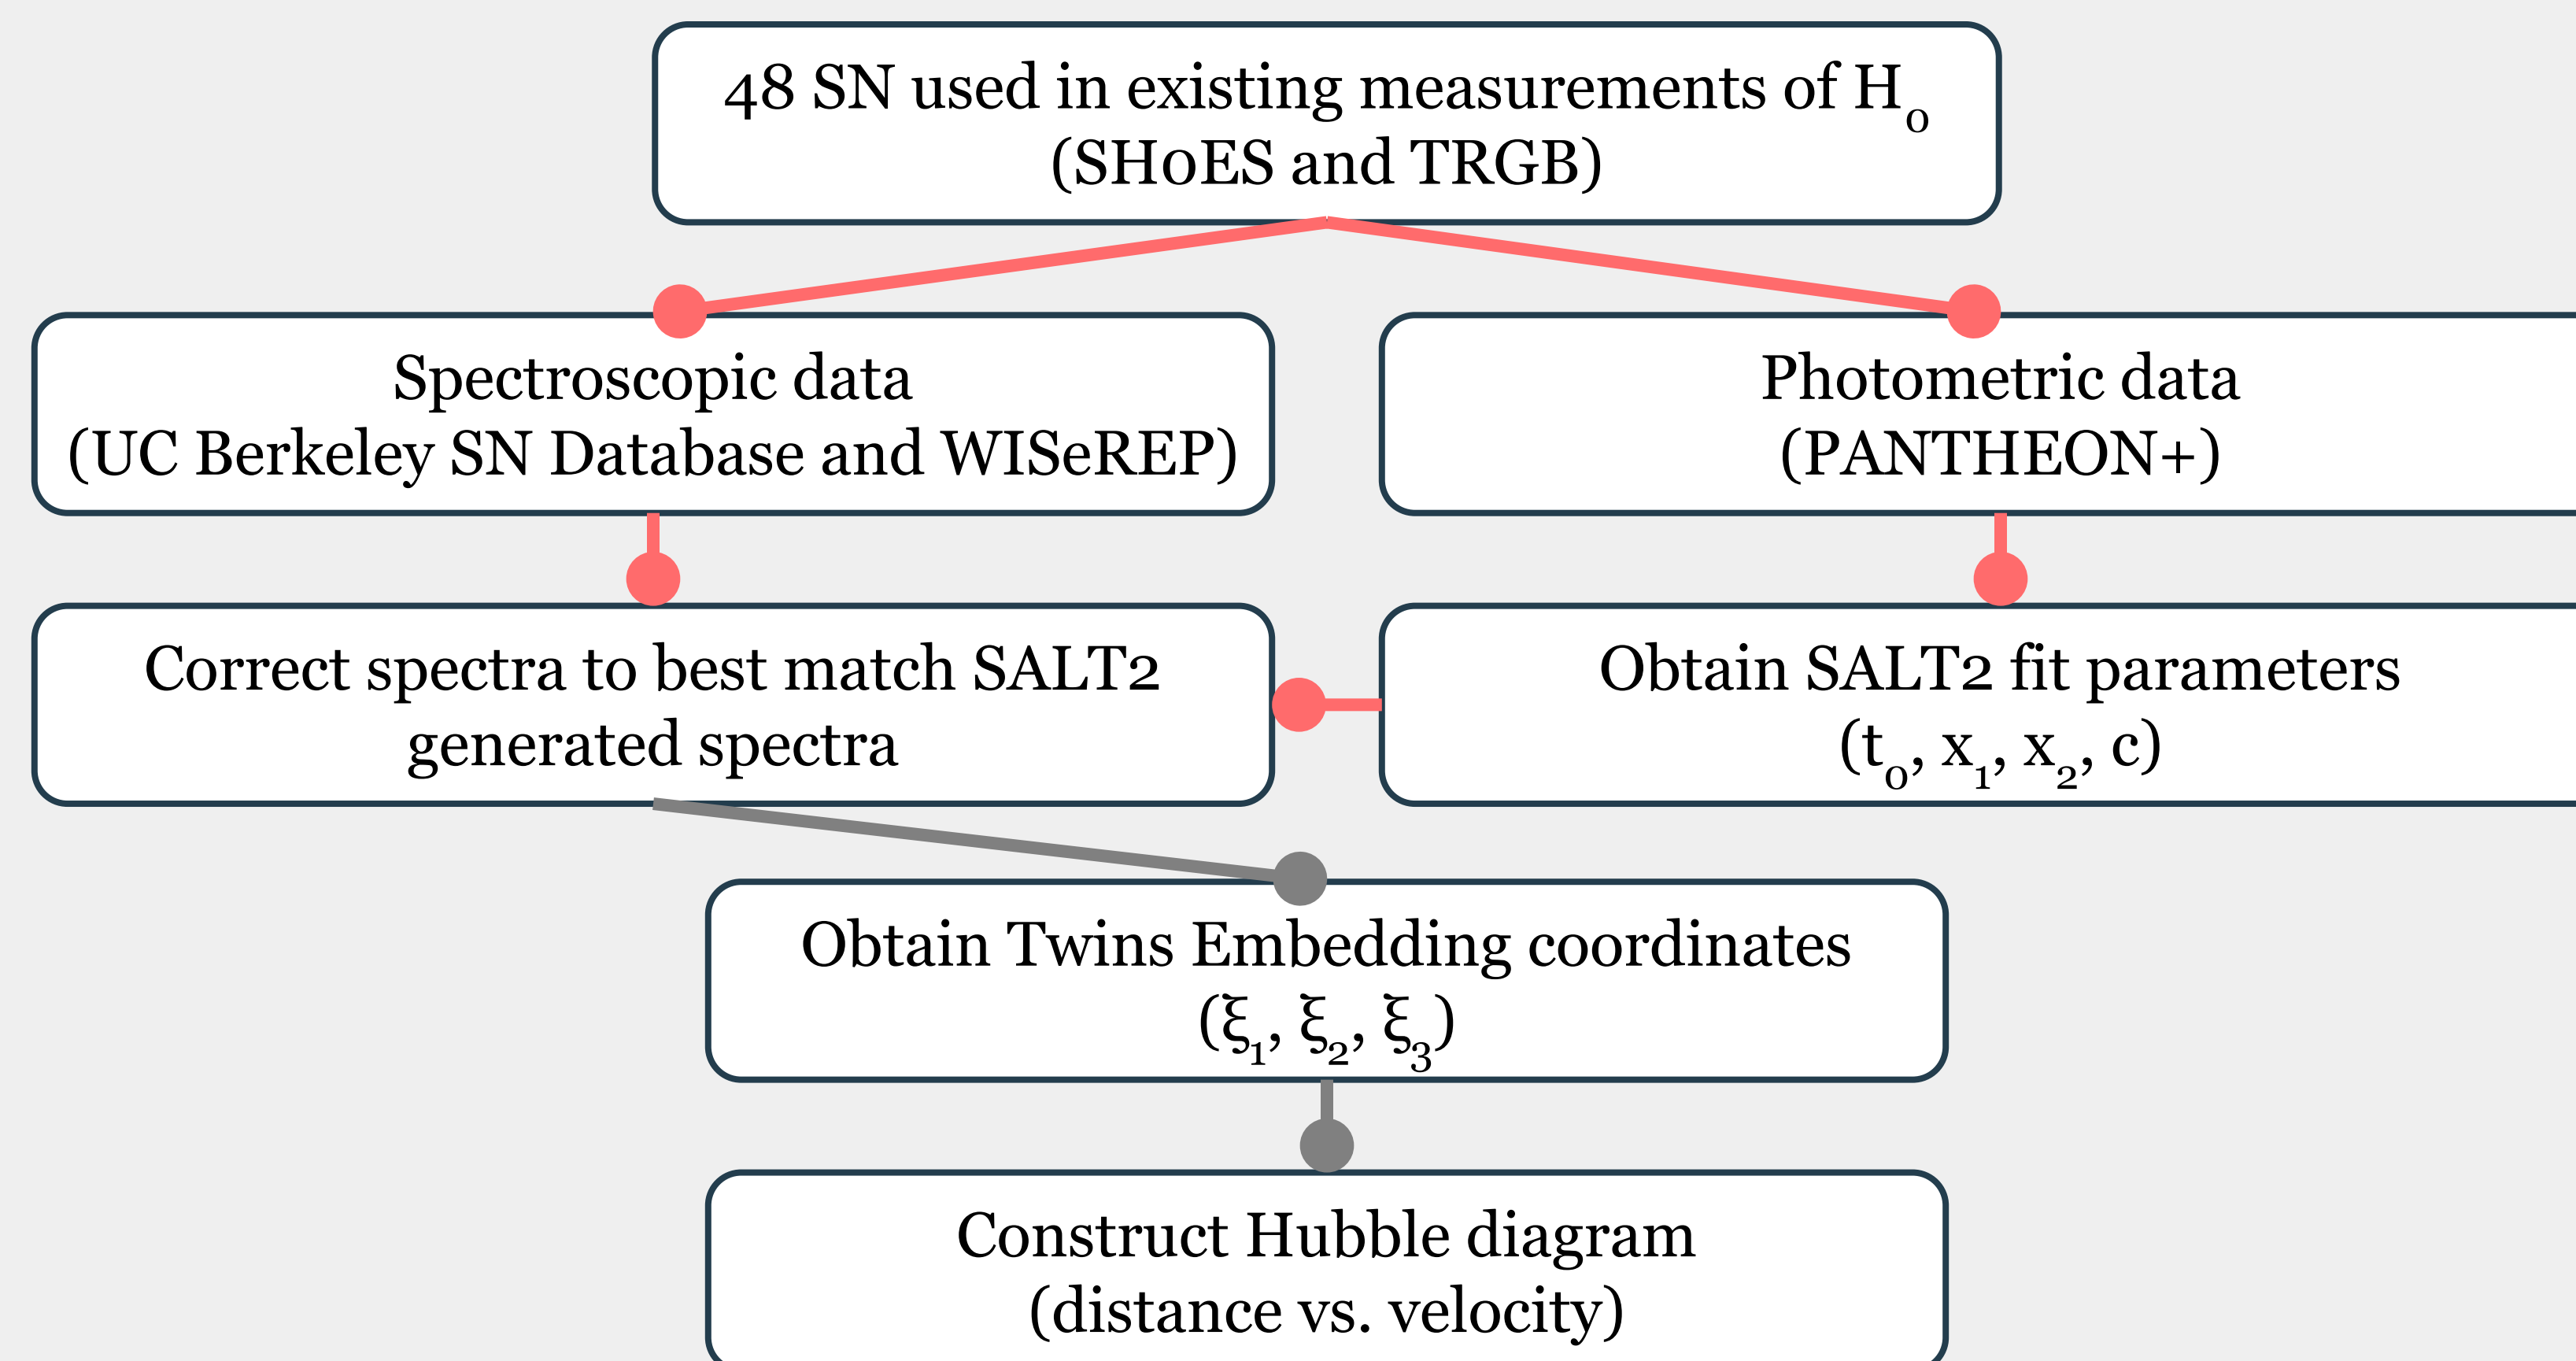 48 SN used in existing measurements of H₀
(SH0ES and TRGB)
Spectroscopic data
(UC Berkeley SN Database and WISeREP)
Photometric data
(PANTHEON+)
Correct spectra to best match SALT2
generated spectra
Obtain SALT2 fit parameters
(t₀, x₁, x₂, c)
Obtain Twins Embedding coordinates
(ξ₁, ξ₂, ξ₃)
Construct Hubble diagram
(distance vs. velocity)